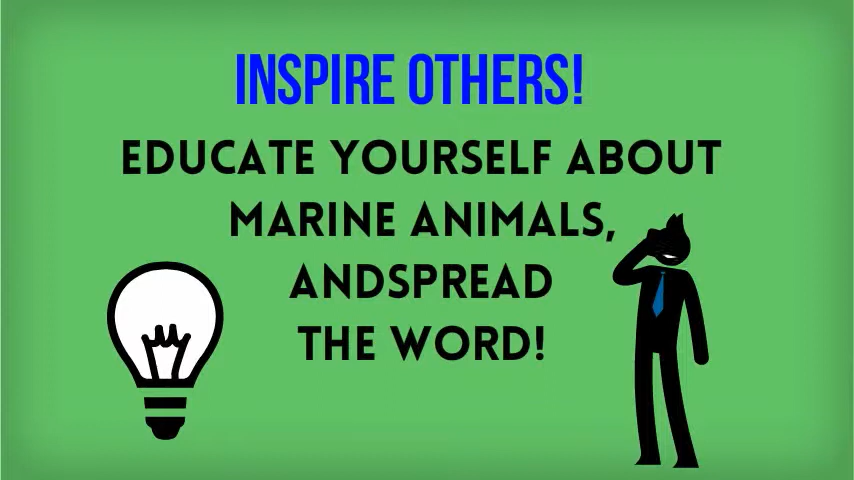 INSPIRE OTHERS!
EDUCATE YOURSELF ABOUT
MARINE ANIMALS,
ANDSPREAD
THE WORD!